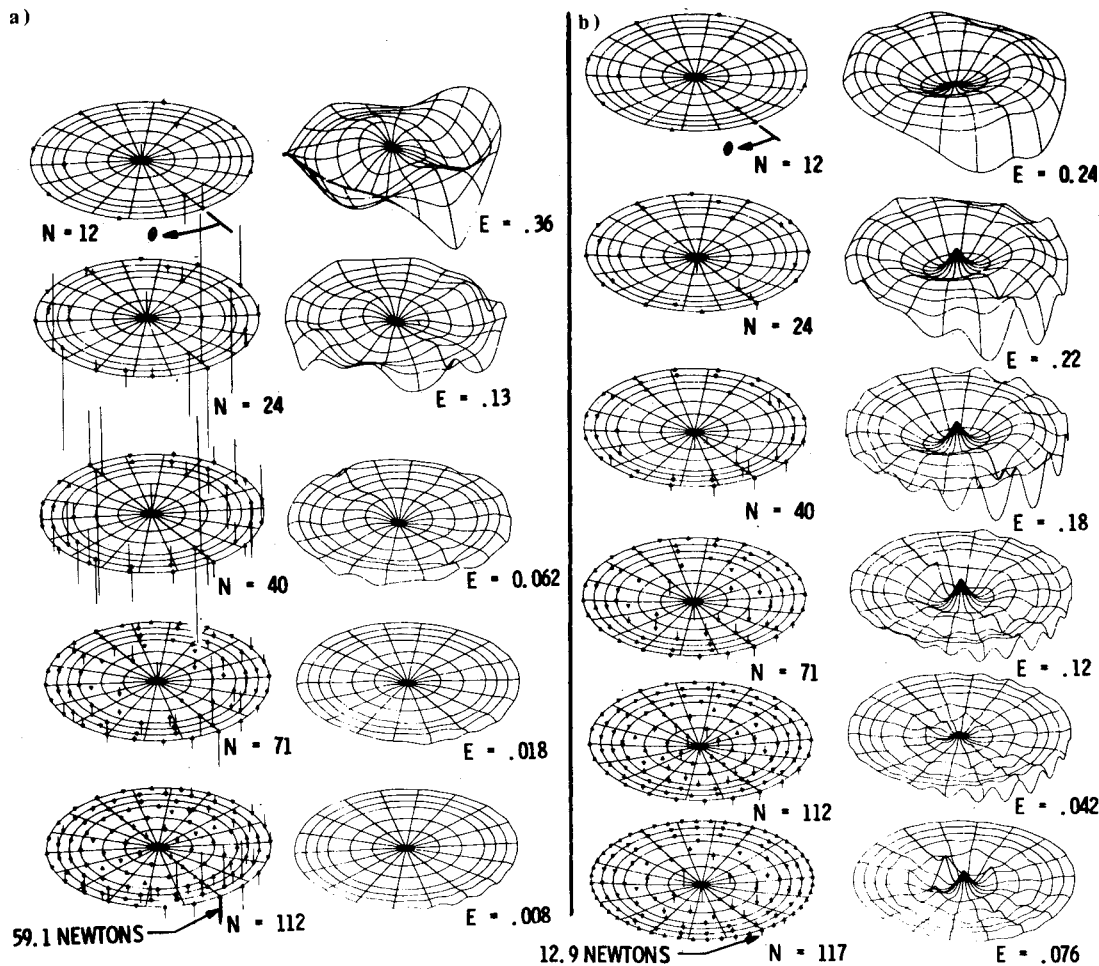 a)
N = 12
E = .36
N = 24
E = .13
N = 40
E = 0.062
N = 71
E = .018
59.1 NEWTONS
N = 112
E = .008
b)
N = 12
E = 0.24
N = 24
E = .22
N = 40
E = .18
N = 71
E = .12
N = 112
E = .042
12.9 NEWTONS
N = 117
E = .076